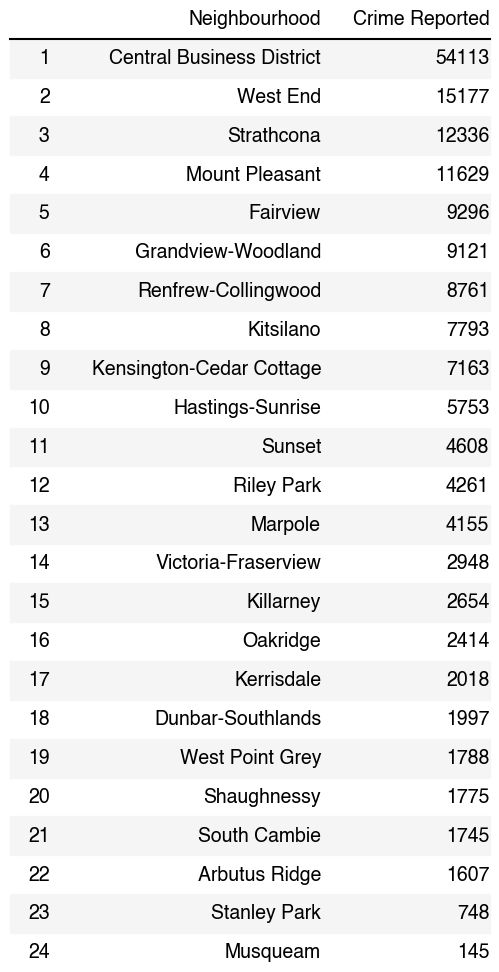 Neighbourhood Crime Reported
1 Central Business District 54113
2 West End 15177
3 Strathcona 12336
4 Mount Pleasant 11629
5 Fairview 9296
6 Grandview-Woodland 9121
7 Renfrew-Collingwood 8761
8 Kitsilano 7793
9 Kensington-Cedar Cottage 7163
10 Hastings-Sunrise 5753
11 Sunset 4608
12 Riley Park 4261
13 Marpole 4155
14 Victoria-Fraserview 2948
15 Killarney 2654
16 Oakridge 2414
17 Kerrisdale 2018
18 Dunbar-Southlands 1997
19 West Point Grey 1788
20 Shaughnessy 1775
21 South Cambie 1745
22 Arbutus Ridge 1607
23 Stanley Park 748
24 Musqueam 145